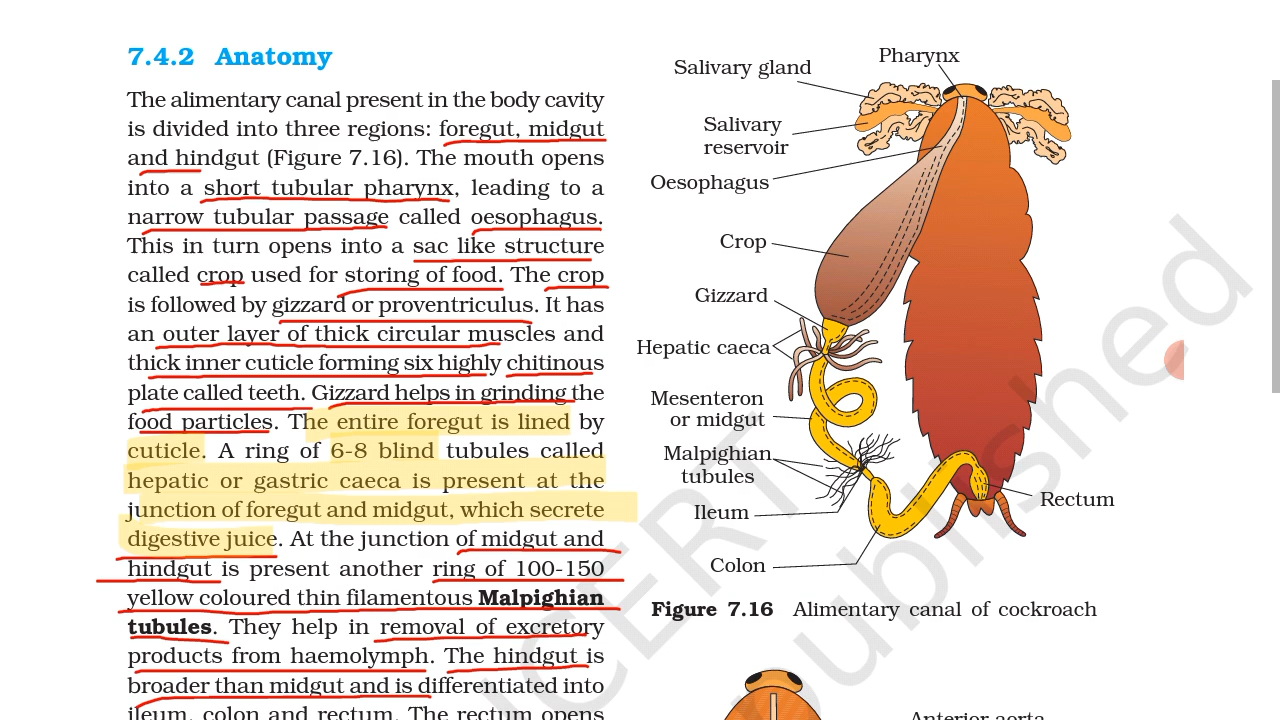 7.4.2 Anatomy
The alimentary canal present in the body cavity
is divided into three regions: foregut, midgut
and hindgut (Figure 7.16). The mouth opens
into a short tubular pharynx, leading to a
narrow tubular passage called oesophagus.
This in turn opens into a sac like structure
called crop used for storing of food. The crop
is followed by gizzard or proventriculus. It has
an outer layer of thick circular muscles and
thick inner cuticle forming six highly chitinous
plate called teeth. Gizzard helps in grinding the
food particles. The entire foregut is lined by
cuticle. A ring of 6-8 blind tubules called
hepatic or gastric caeca is present at the
junction of foregut and midgut, which secrete
digestive juice. At the junction of midgut and
hindgut is present another ring of 100-150
yellow coloured thin filamentous Malpighian
tubules. They help in removal of excretory
products from haemolymph. The hindgut is
broader than midgut and is differentiated into
ileum, colon and rectum. The rectum opens
Pharynx
Salivary gland
Salivary
reservoir
Oesophagus
Crop
Gizzard
Hepatic caeca
Mesenteron
or midgut
Malpighian
tubules
Ileum
Rectum
Colon
Figure 7.16 Alimentary canal of cockroach
Anterior aorta